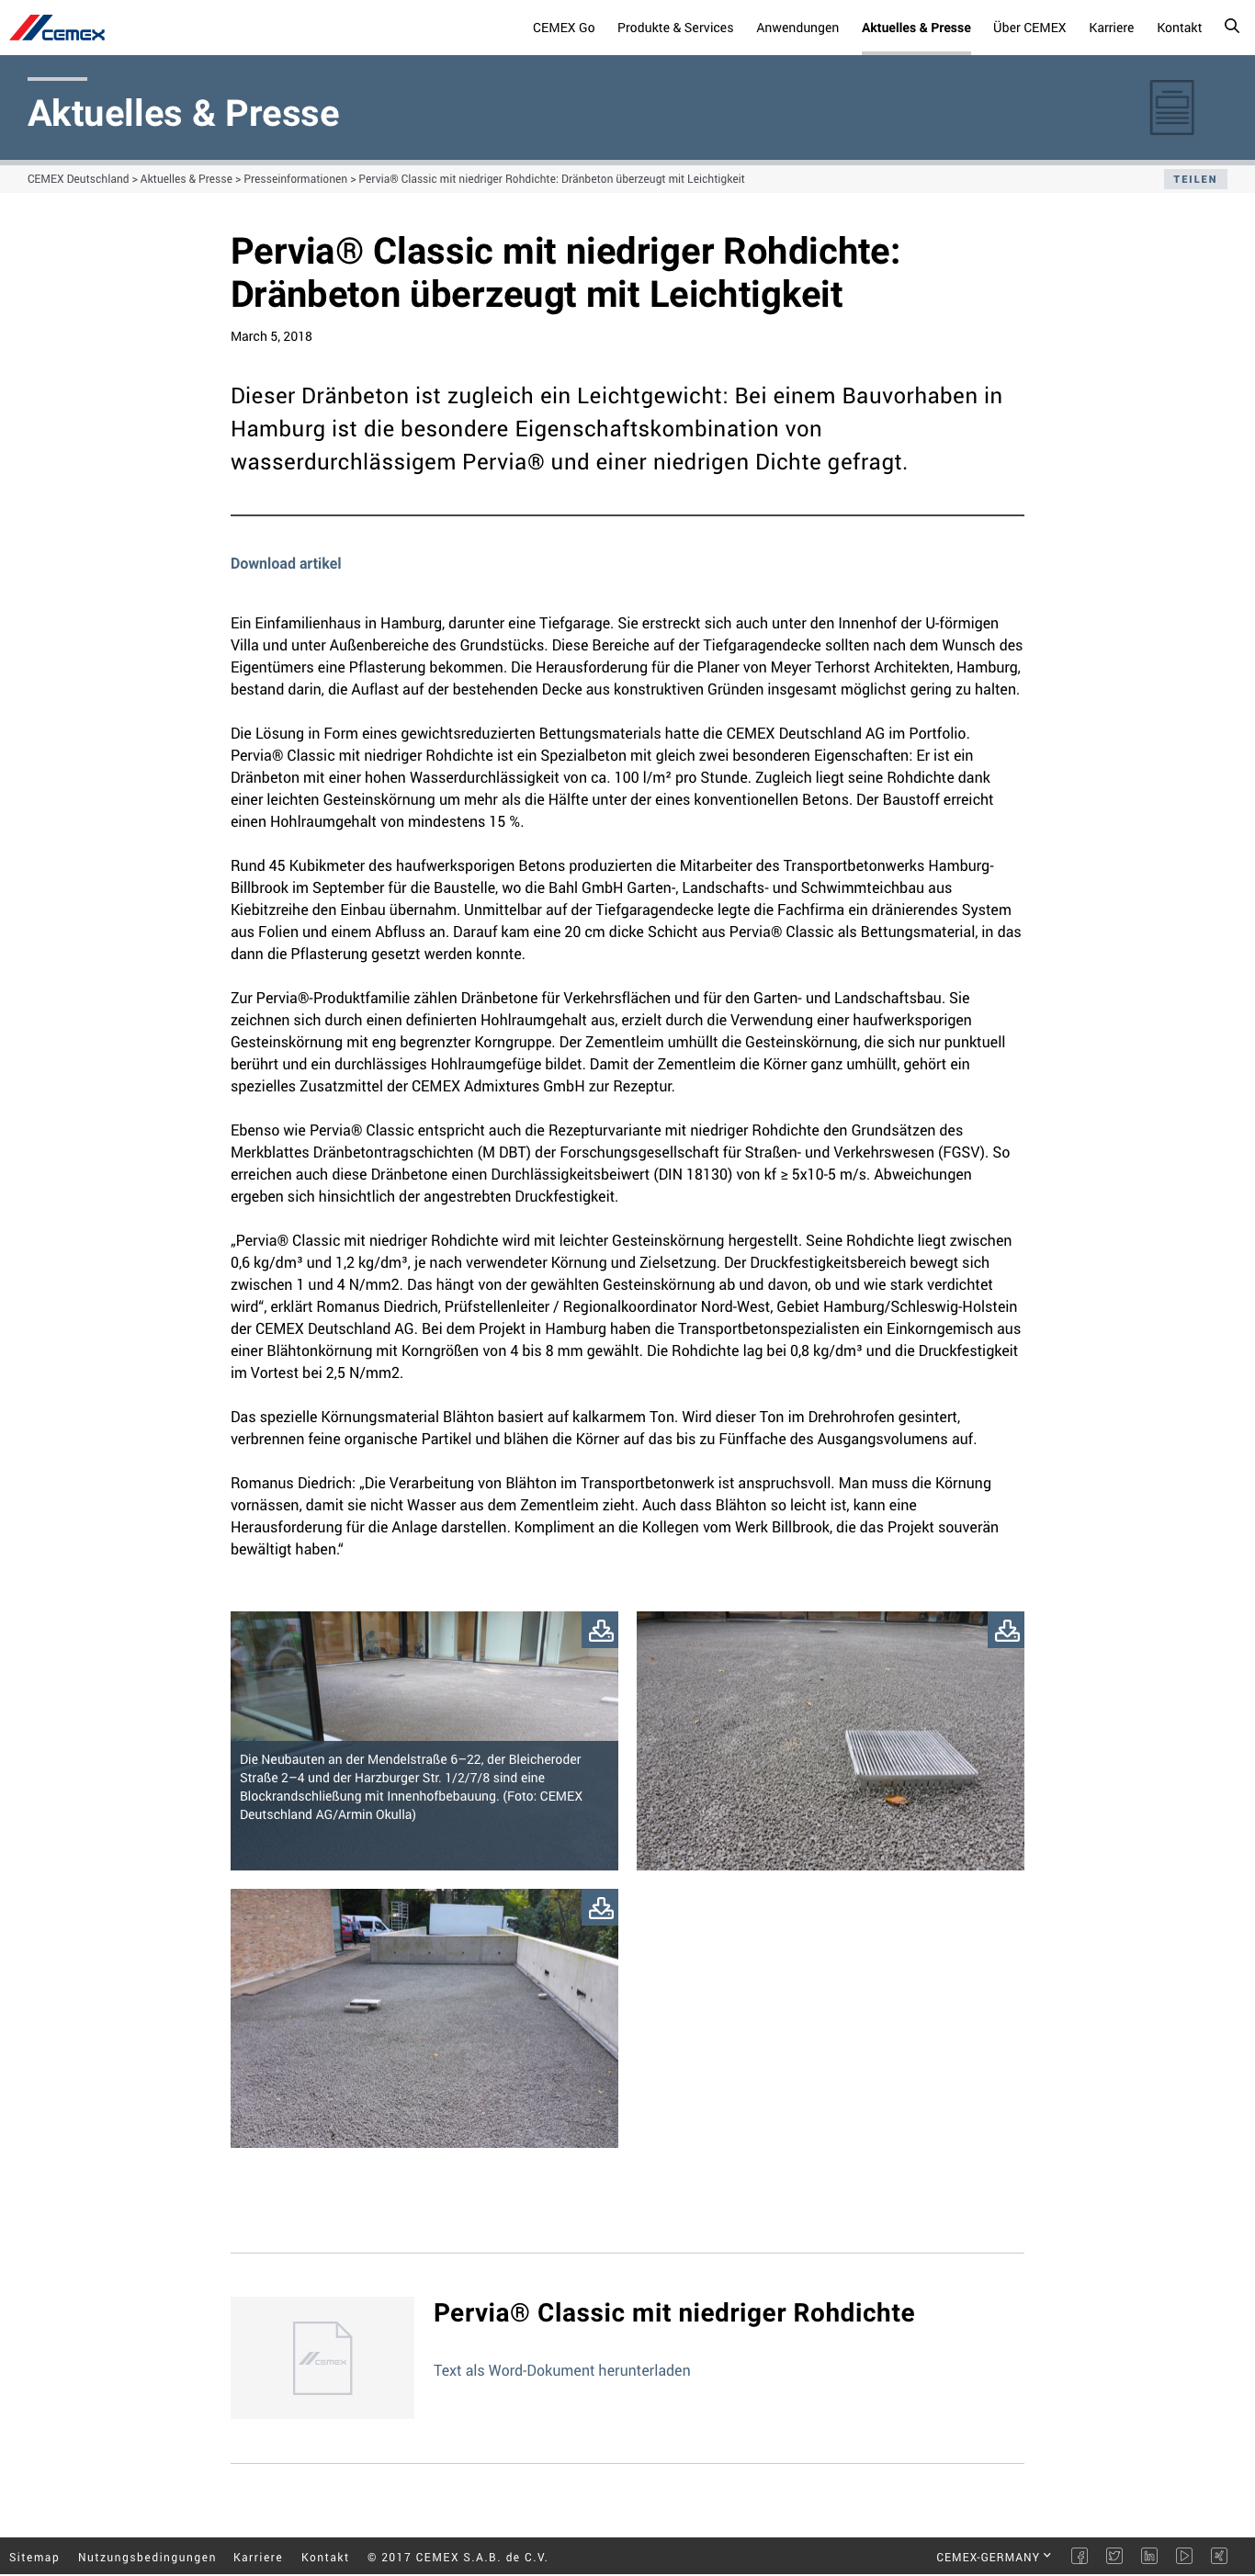 CEMEX
CEMEX Go
Produkte & Services
Anwendungen
Aktuelles & Presse
Über CEMEX
Karriere
Kontakt
Aktuelles & Presse
CEMEX Deutschland > Aktuelles & Presse > Presseinformationen > Pervia® Classic mit niedriger Rohdichte: Dränbeton überzeugt mit Leichtigkeit
TEILEN
Pervia® Classic mit niedriger Rohdichte:
Dränbeton überzeugt mit Leichtigkeit
March 5, 2018
Dieser Dränbeton ist zugleich ein Leichtgewicht: Bei einem Bauvorhaben in
Hamburg ist die besondere Eigenschaftskombination von
wasserdurchlässigem Pervia® und einer niedrigen Dichte gefragt.
Download artikel
Ein Einfamilienhaus in Hamburg, darunter eine Tiefgarage. Sie erstreckt sich auch unter den Innenhof der U-förmigen
Villa und unter Außenbereiche des Grundstücks. Diese Bereiche auf der Tiefgaragendecke sollten nach dem Wunsch des
Eigentümers eine Pflasterung bekommen. Die Herausforderung für die Planer von Meyer Terhorst Architekten, Hamburg,
bestand darin, die Auflast auf der bestehenden Decke aus konstruktiven Gründen insgesamt möglichst gering zu halten.
Die Lösung in Form eines gewichtsreduzierten Bettungsmaterials hatte die CEMEX Deutschland AG im Portfolio.
Pervia® Classic mit niedriger Rohdichte ist ein Spezialbeton mit gleich zwei besonderen Eigenschaften: Er ist ein
Dränbeton mit einer hohen Wasserdurchlässigkeit von ca. 100 l/m² pro Stunde. Zugleich liegt seine Rohdichte dank
einer leichten Gesteinskörnung um mehr als die Hälfte unter der eines konventionellen Betons. Der Baustoff erreicht
einen Hohlraumgehalt von mindestens 15 %.
Rund 45 Kubikmeter des haufwerksporigen Betons produzierten die Mitarbeiter des Transportbetonwerks Hamburg-
Billbrook im September für die Baustelle, wo die Bahl GmbH Garten-, Landschafts- und Schwimmteichbau aus
Kiebitzreihe den Einbau übernahm. Unmittelbar auf der Tiefgaragendecke legte die Fachfirma ein dränierendes System
aus Folien und einem Abfluss an. Darauf kam eine 20 cm dicke Schicht aus Pervia® Classic als Bettungsmaterial, in das
dann die Pflasterung gesetzt werden konnte.
Zur Pervia®-Produktfamilie zählen Dränbetone für Verkehrsflächen und für den Garten- und Landschaftsbau. Sie
zeichnen sich durch einen definierten Hohlraumgehalt aus, erzielt durch die Verwendung einer haufwerksporigen
Gesteinskörnung mit eng begrenzter Korngruppe. Der Zementleim umhüllt die Gesteinskörnung, die sich nur punktuell
berührt und ein durchlässiges Hohlraumgefüge bildet. Damit der Zementleim die Körner ganz umhüllt, gehört ein
spezielles Zusatzmittel der CEMEX Admixtures GmbH zur Rezeptur.
Ebenso wie Pervia® Classic entspricht auch die Rezepturvariante mit niedriger Rohdichte den Grundsätzen des
Merkblattes Dränbetontragschichten (M DBT) der Forschungsgesellschaft für Straßen- und Verkehrswesen (FGSV). So
erreichen auch diese Dränbetone einen Durchlässigkeitsbeiwert (DIN 18130) von kf ≥ 5x10-5 m/s. Abweichungen
ergeben sich hinsichtlich der angestrebten Druckfestigkeit.
„Pervia® Classic mit niedriger Rohdichte wird mit leichter Gesteinskörnung hergestellt. Seine Rohdichte liegt zwischen
0,6 kg/dm³ und 1,2 kg/dm³, je nach verwendeter Körnung und Zielsetzung. Der Druckfestigkeitsbereich bewegt sich
zwischen 1 und 4 N/mm2. Das hängt von der gewählten Gesteinskörnung ab und davon, ob und wie stark verdichtet
wird“, erklärt Romanus Diedrich, Prüfstellenleiter / Regionalkoordinator Nord-West, Gebiet Hamburg/Schleswig-Holstein
der CEMEX Deutschland AG. Bei dem Projekt in Hamburg haben die Transportbetonspezialisten ein Einkorngemisch aus
einer Blähtonkörnung mit Korngrößen von 4 bis 8 mm gewählt. Die Rohdichte lag bei 0,8 kg/dm³ und die Druckfestigkeit
im Vortest bei 2,5 N/mm2.
Das spezielle Körnungsmaterial Blähton basiert auf kalkarmem Ton. Wird dieser Ton im Drehrohrofen gesintert,
verbrennen feine organische Partikel und blähen die Körner auf das bis zu Fünffache des Ausgangsvolumens auf.
Romanus Diedrich: „Die Verarbeitung von Blähton im Transportbetonwerk ist anspruchsvoll. Man muss die Körnung
vornässen, damit sie nicht Wasser aus dem Zementleim zieht. Auch dass Blähton so leicht ist, kann eine
Herausforderung für die Anlage darstellen. Kompliment an die Kollegen vom Werk Billbrook, die das Projekt souverän
bewältigt haben.“
Die Neubauten an der Mendelstraße 6–22, der Bleicheroder
Straße 2–4 und der Harzburger Str. 1/2/7/8 sind eine
Blockrandschließung mit Innenhofbebauung. (Foto: CEMEX
Deutschland AG/Armin Okulla)
CEMEX
Pervia® Classic mit niedriger Rohdichte
Text als Word-Dokument herunterladen
Sitemap
Nutzungsbedingungen
Karriere
Kontakt
© 2017 CEMEX S.A.B. de C.V.
CEMEX-GERMANY